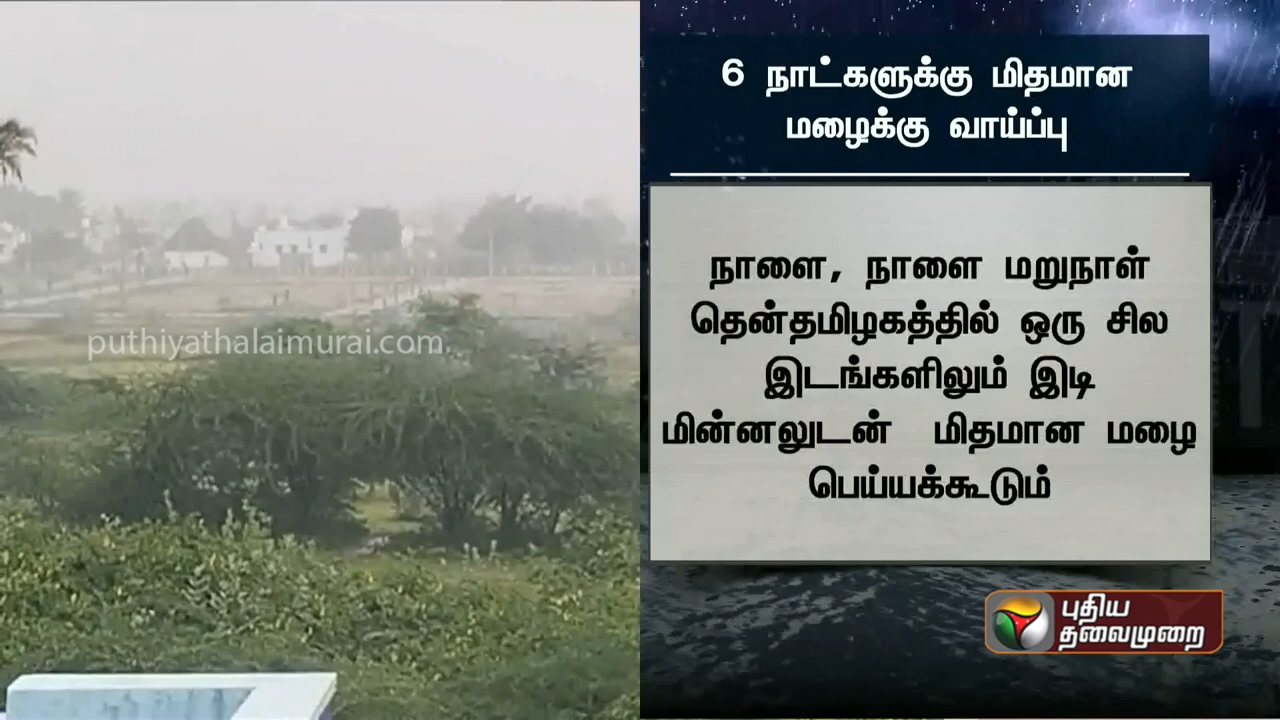 6 நாட்களுக்கு மிதமான
மழைக்கு வாய்ப்பு
நாளை, நாளை மறுநாள்
தென்தமிழகத்தில் ஒரு சில
இடங்களிலும் இடி
மின்னலுடன் மிதமான மழை
பெய்யக்கூடும்
puthiyathalaimurai.com
புதிய
தலைமுறை